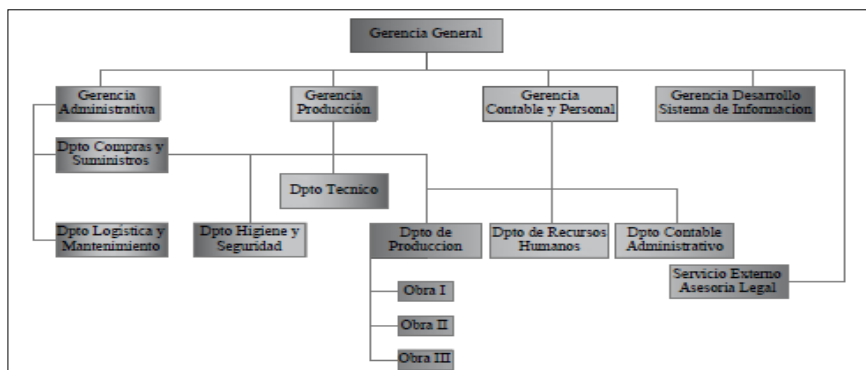 Gerencia General
Gerencia
Administrativa
Gerencia
Producción
Gerencia
Contable y Personal
Gerencia Desarrollo
Sistema de Informacion
Dpto Compras y
Suministros
Dpto Tecnico
Dpto Logística y
Mantenimiento
Dpto Higiene y
Seguridad
Dpto de
Produccion
Dpto de Recursos
Humanos
Dpto Contable
Administrativo
Servicio Externo
Asesoria Legal
Obra I
Obra II
Obra III